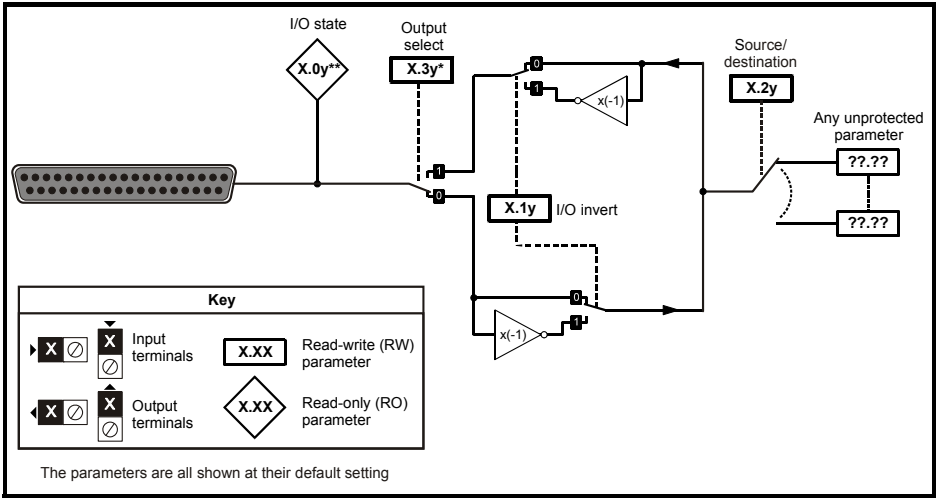 I/O state
X.0y**
Output
select
X.3y*
0
1
x(-1)
Source/
destination
X.2y
Any unprotected
parameter
??.??
??.??
1
0
X.1y I/O invert
0
1
x(-1)
Key
X
X
Input
terminals
X.XX
Read-write (RW)
parameter
X
X
Output
terminals
X.XX
Read-only (RO)
parameter
The parameters are all shown at their default setting